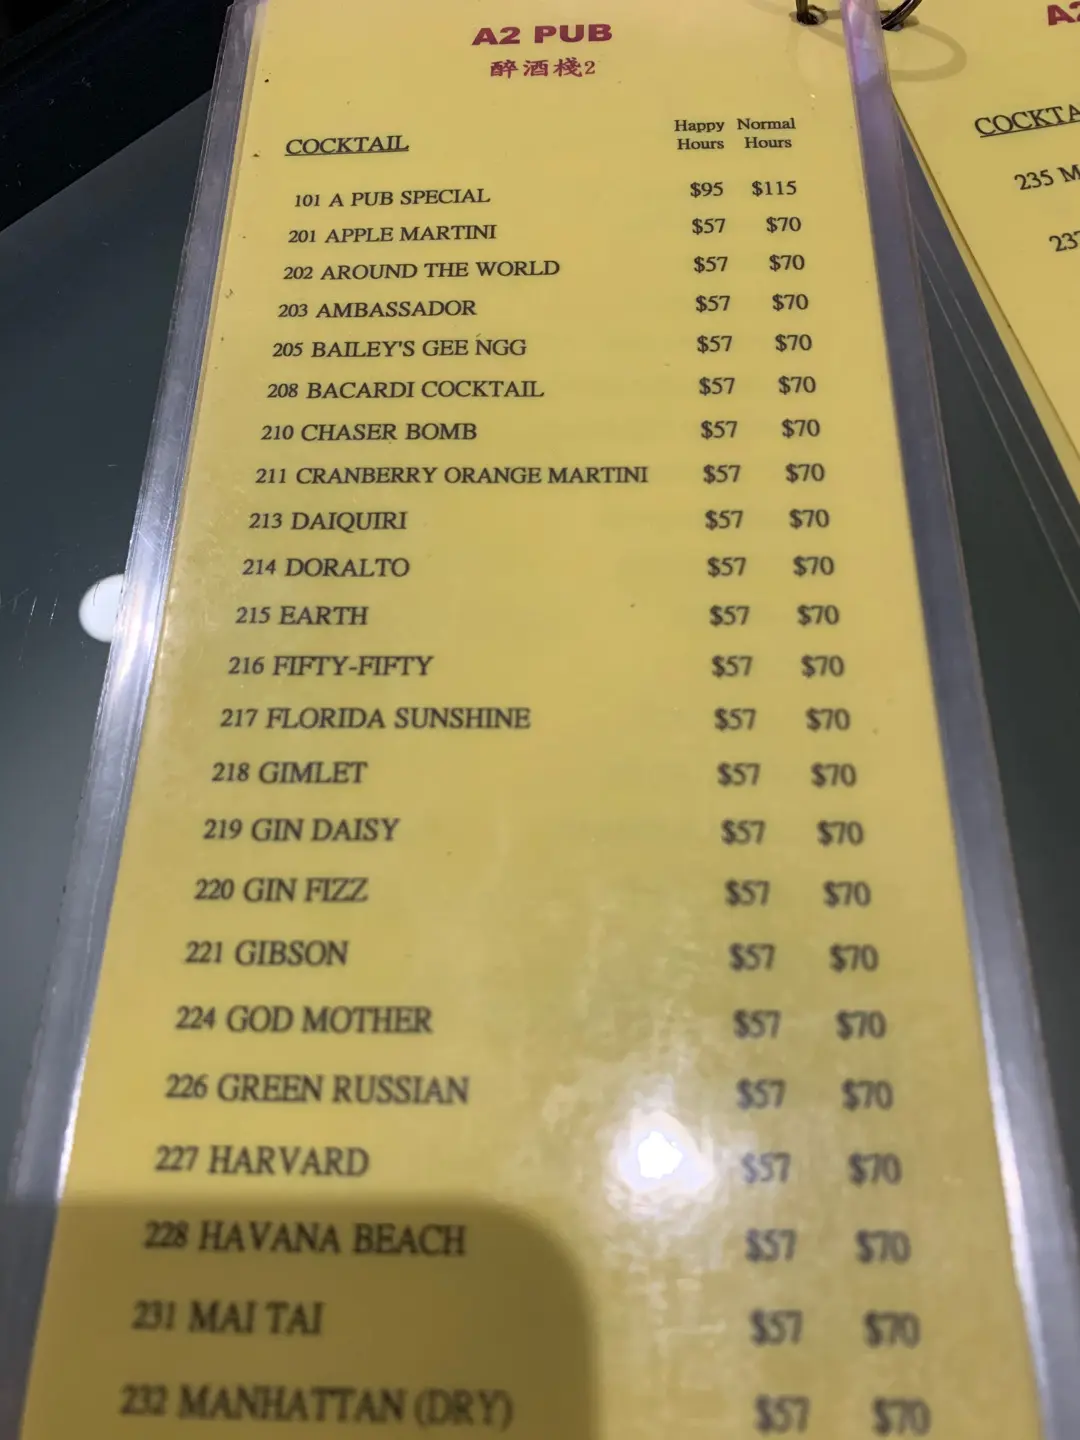 A2 PUB
醉酒棧2
COCKTAIL Happy Hours Normal Hours
101 A PUB SPECIAL $95 $115
201 APPLE MARTINI $57 $70
202 AROUND THE WORLD $57 $70
203 AMBASSADOR $57 $70
205 BAILEY'S GEE NGG $57 $70
208 BACARDI COCKTAIL $57 $70
210 CHASER BOMB $57 $70
211 CRANBERRY ORANGE MARTINI $57 $70
213 DAIQUIRI $57 $70
214 DORALTO $57 $70
215 EARTH $57 $70
216 FIFTY-FIFTY $57 $70
217 FLORIDA SUNSHINE $57 $70
218 GIMLET $57 $70
219 GIN DAISY $57 $70
220 GIN FIZZ $57 $70
221 GIBSON $57 $70
224 GOD MOTHER $57 $70
226 GREEN RUSSIAN $57 $70
227 HARVARD $57 $70
228 HAVANA BEACH $57 $70
231 MAI TAI $57 $70
232 MANHATTAN (DRY) $57 $70
A2
235